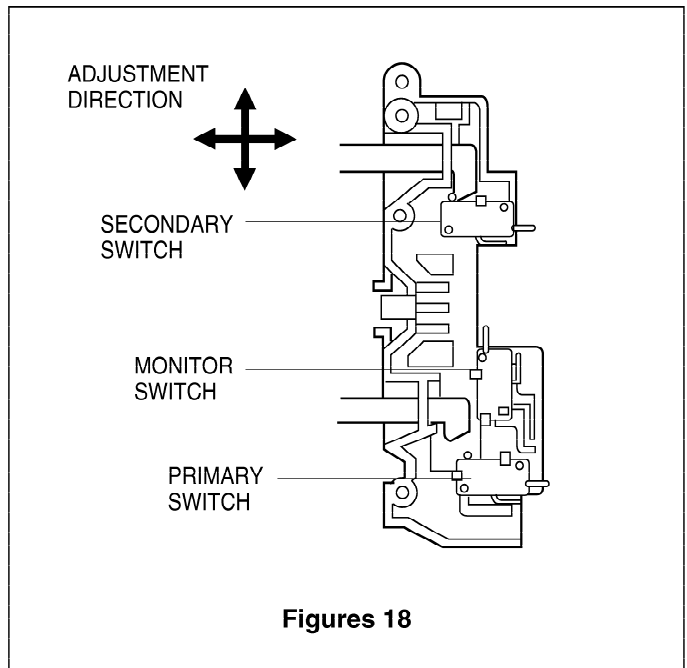 ADJUSTMENT
DIRECTION
SECONDARY
SWITCH
MONITOR
SWITCH
PRIMARY
SWITCH
Figures 18